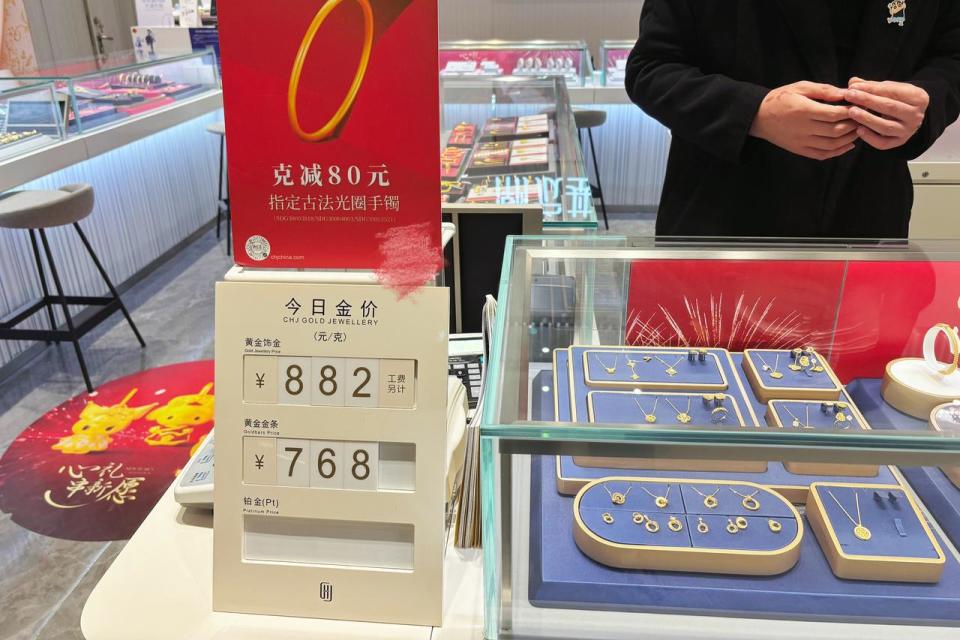 克减80元
指定古法光圈手镯
chjchina.com
今日金价
CHJ GOLD JEWELLERY
(元/克)
黄金饰金
Gold Jewellery Price
¥ 882 工费另计
黄金金条
Goldbars Price
¥ 768
铂金(Pt)
Platinum Price